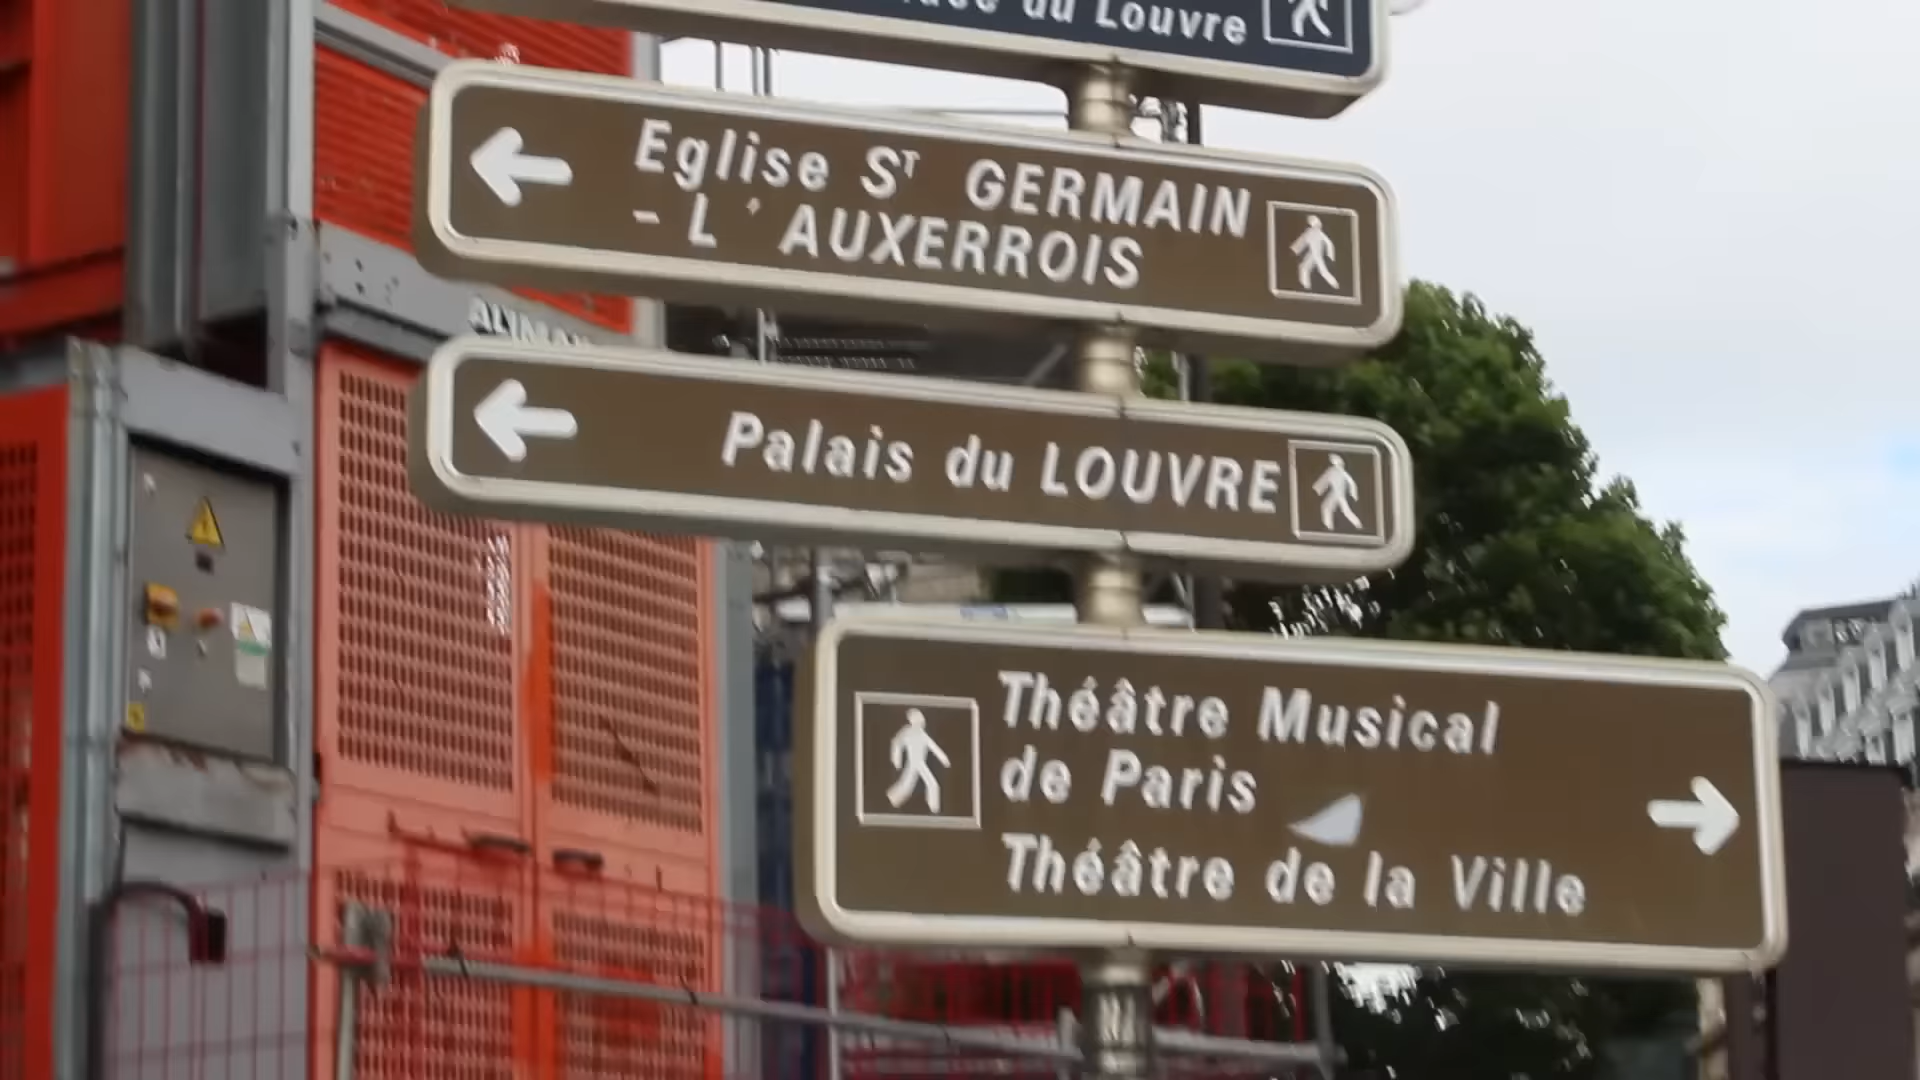 du Louvre
Eglise ST GERMAIN
- L'AUXERROIS
Palais du LOUVRE
Théâtre Musical
de Paris
Théâtre de la Ville